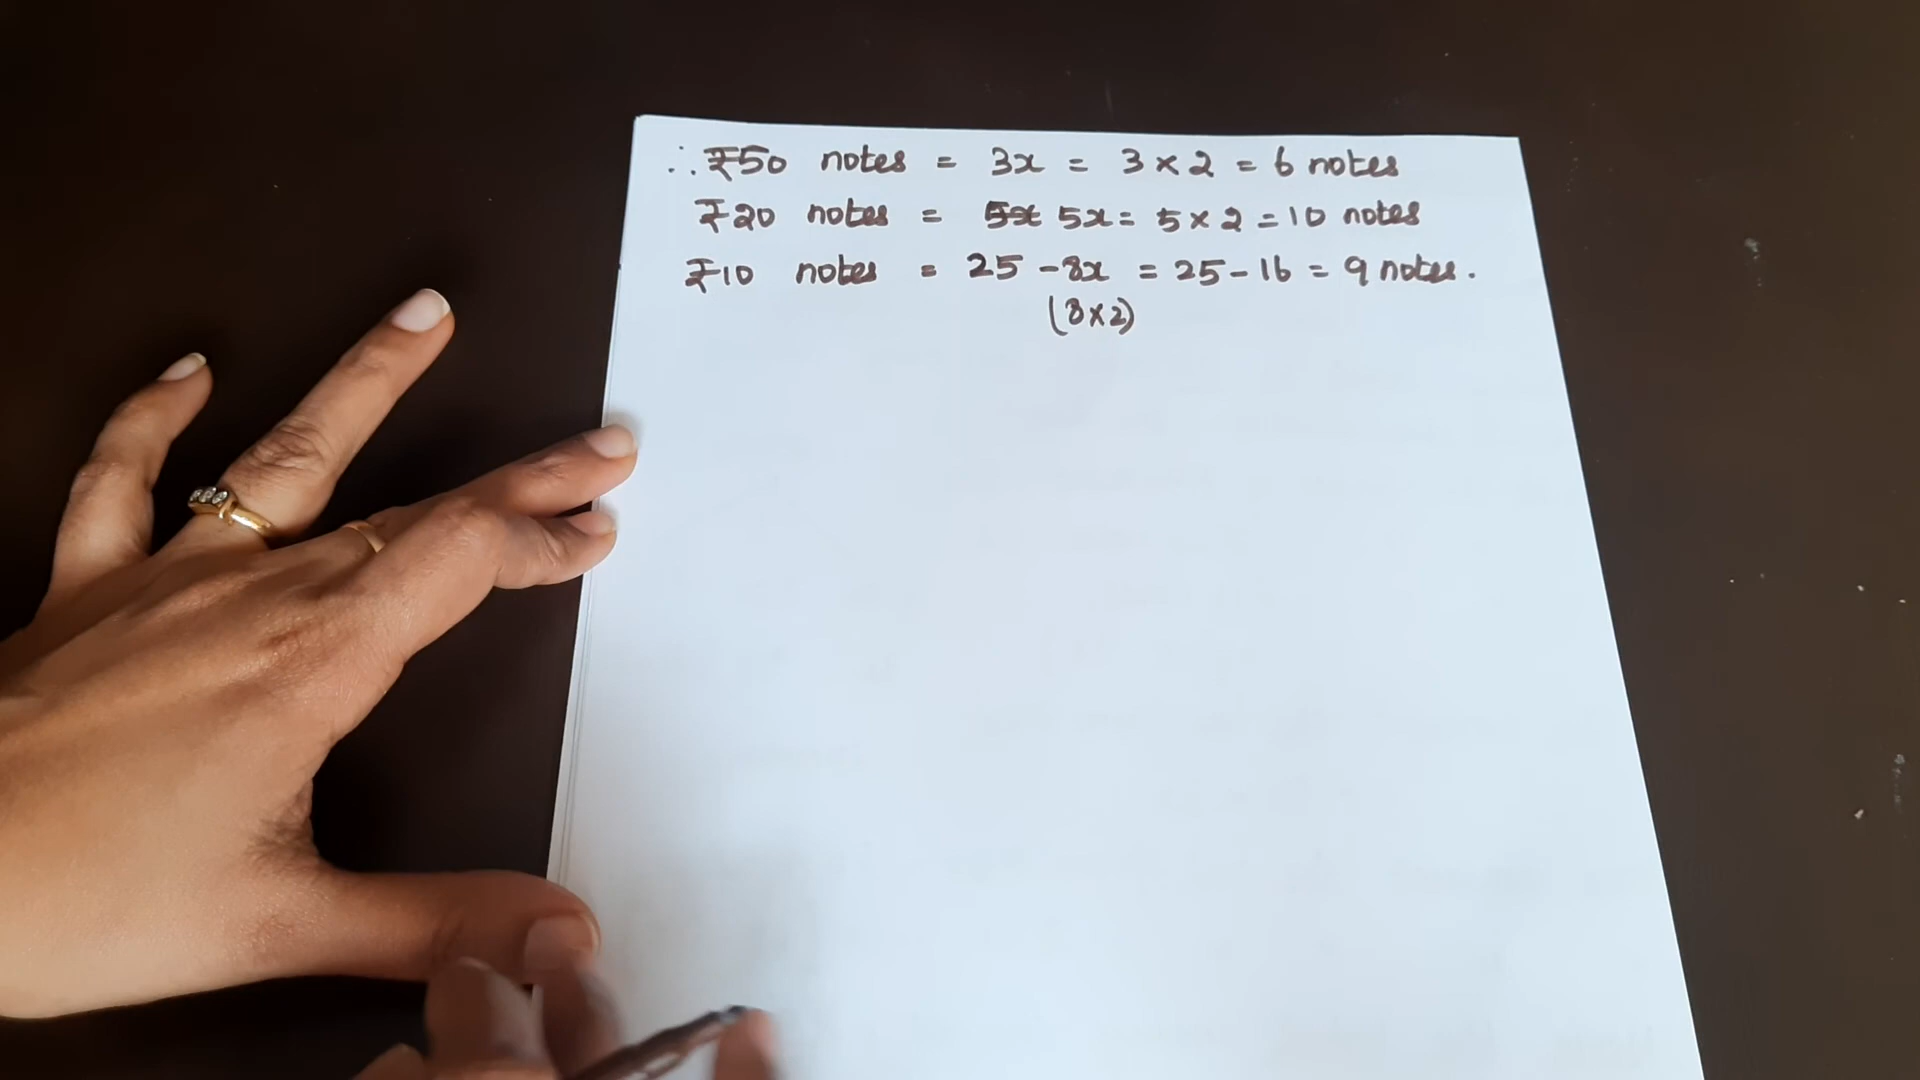 ∴ ₹50 notes = 3x = 3 × 2 = 6 notes
₹20 notes = 5x 5x = 5 × 2 = 10 notes
₹10 notes = 25 - 8x = 25 - 16 = 9 notes.
(8×2)